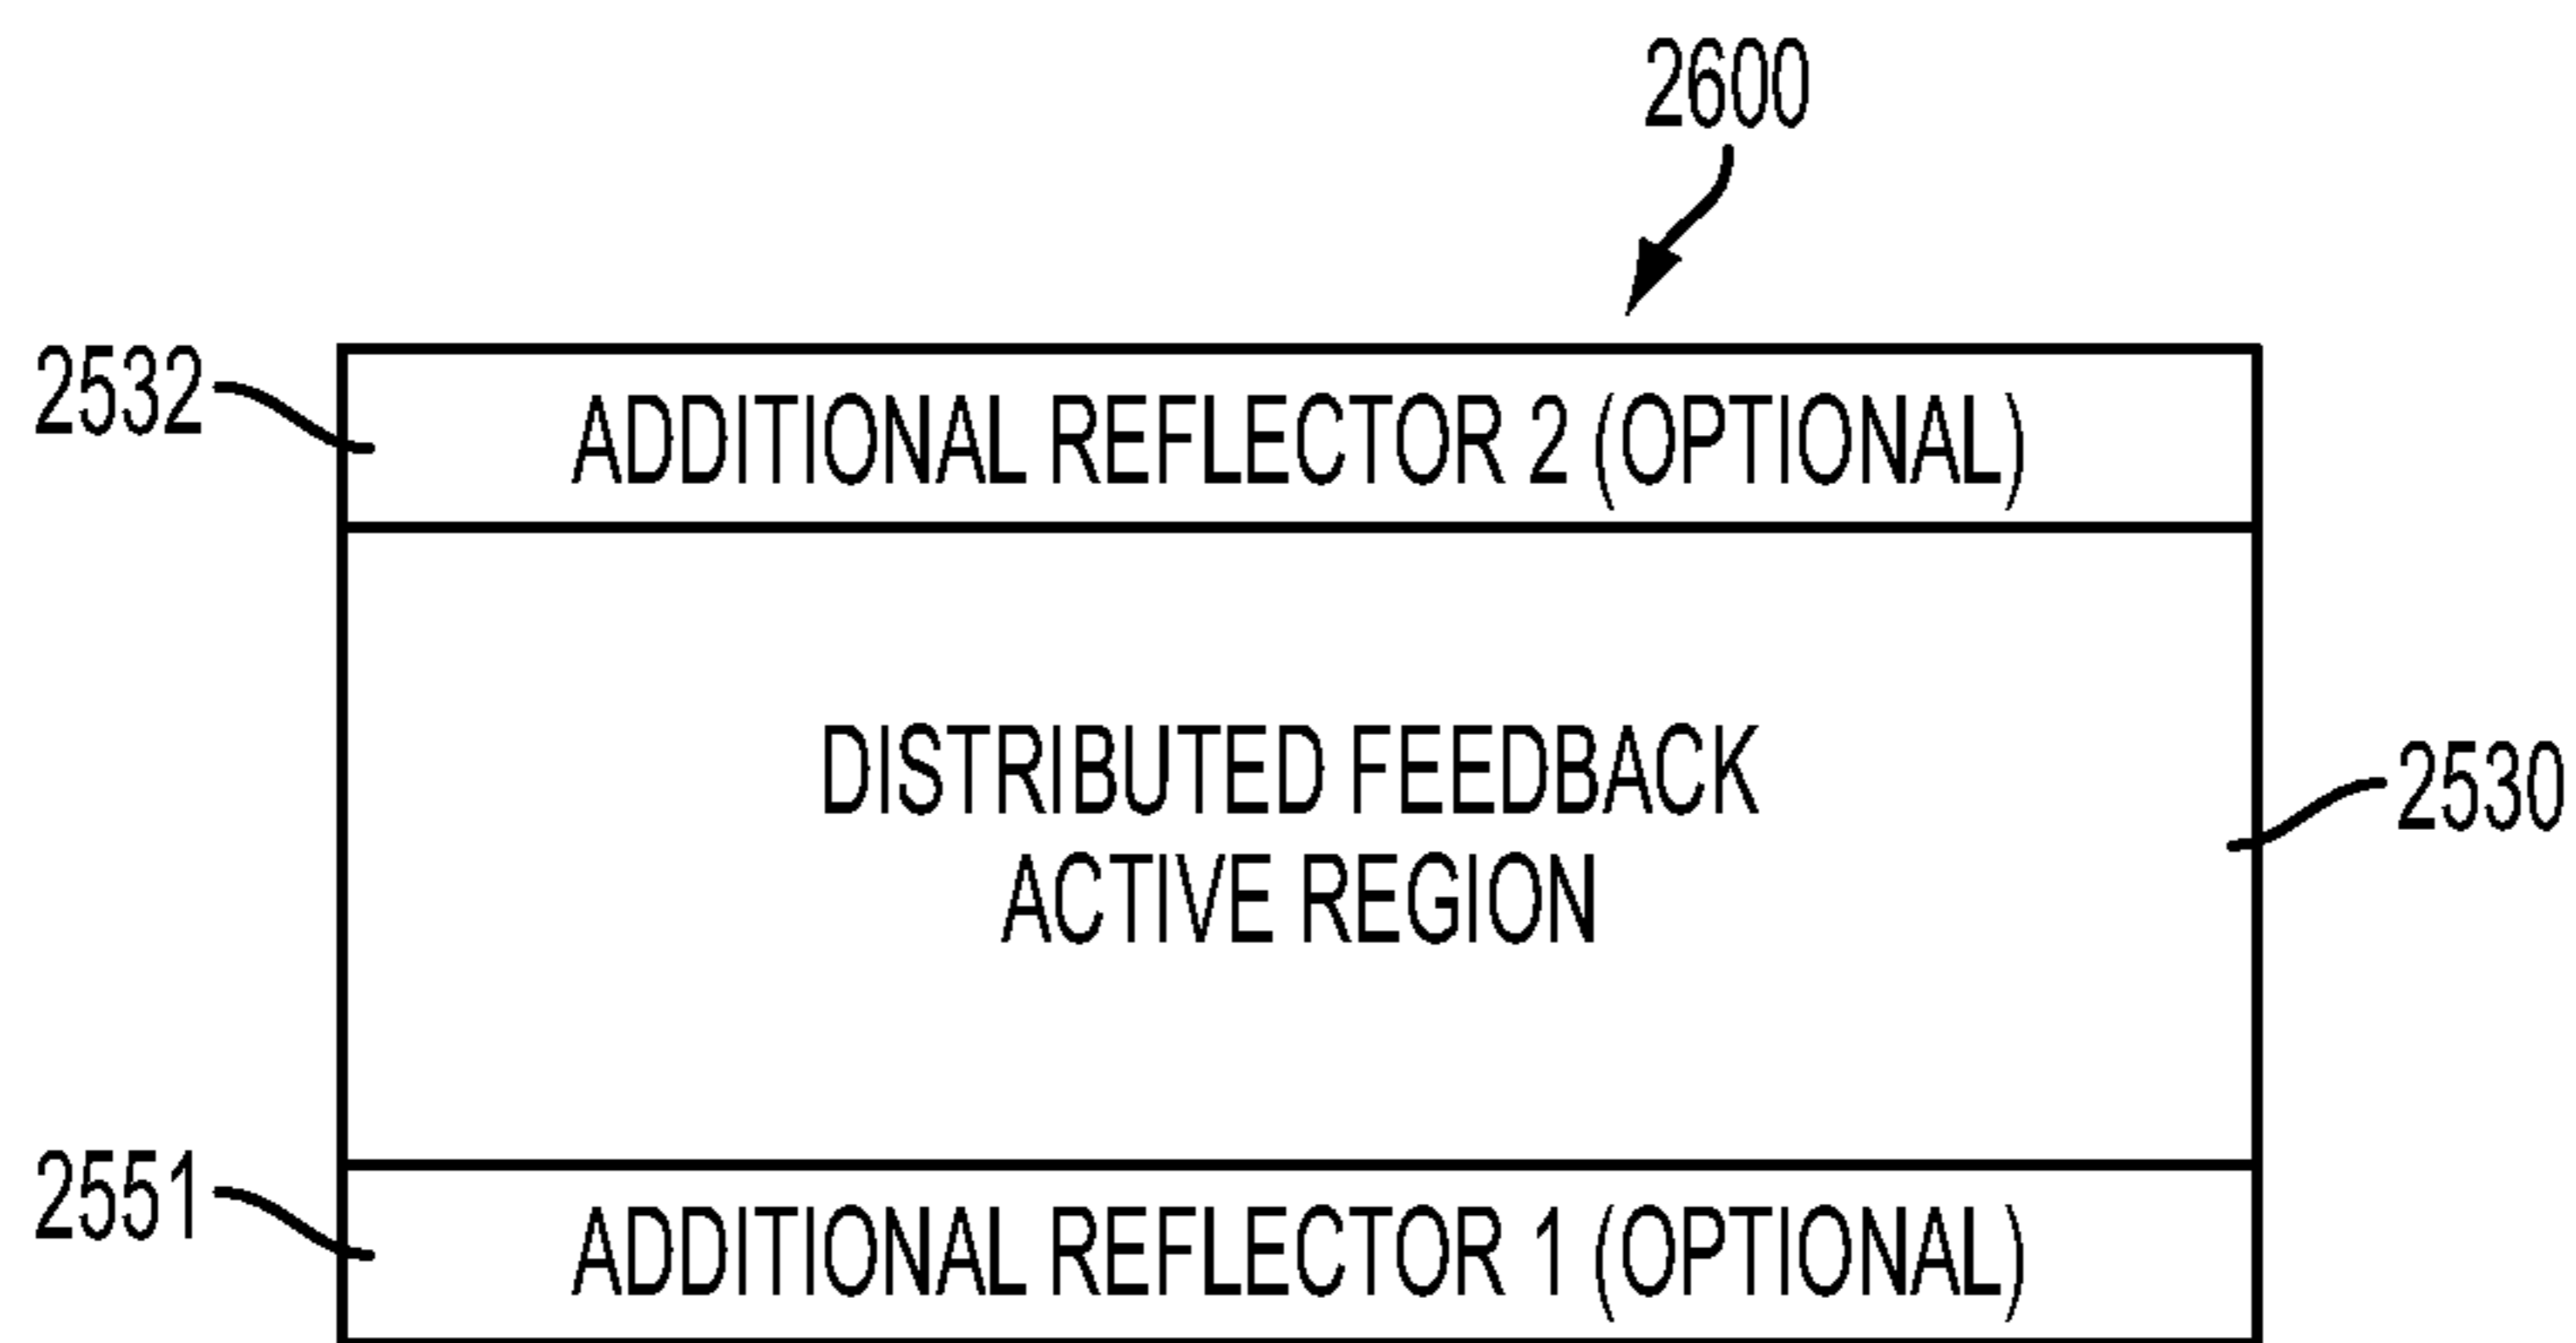 2600
2532
ADDITIONAL REFLECTOR 2 (OPTIONAL)
DISTRIBUTED FEEDBACK
ACTIVE REGION
2530
2551
ADDITIONAL REFLECTOR 1 (OPTIONAL)